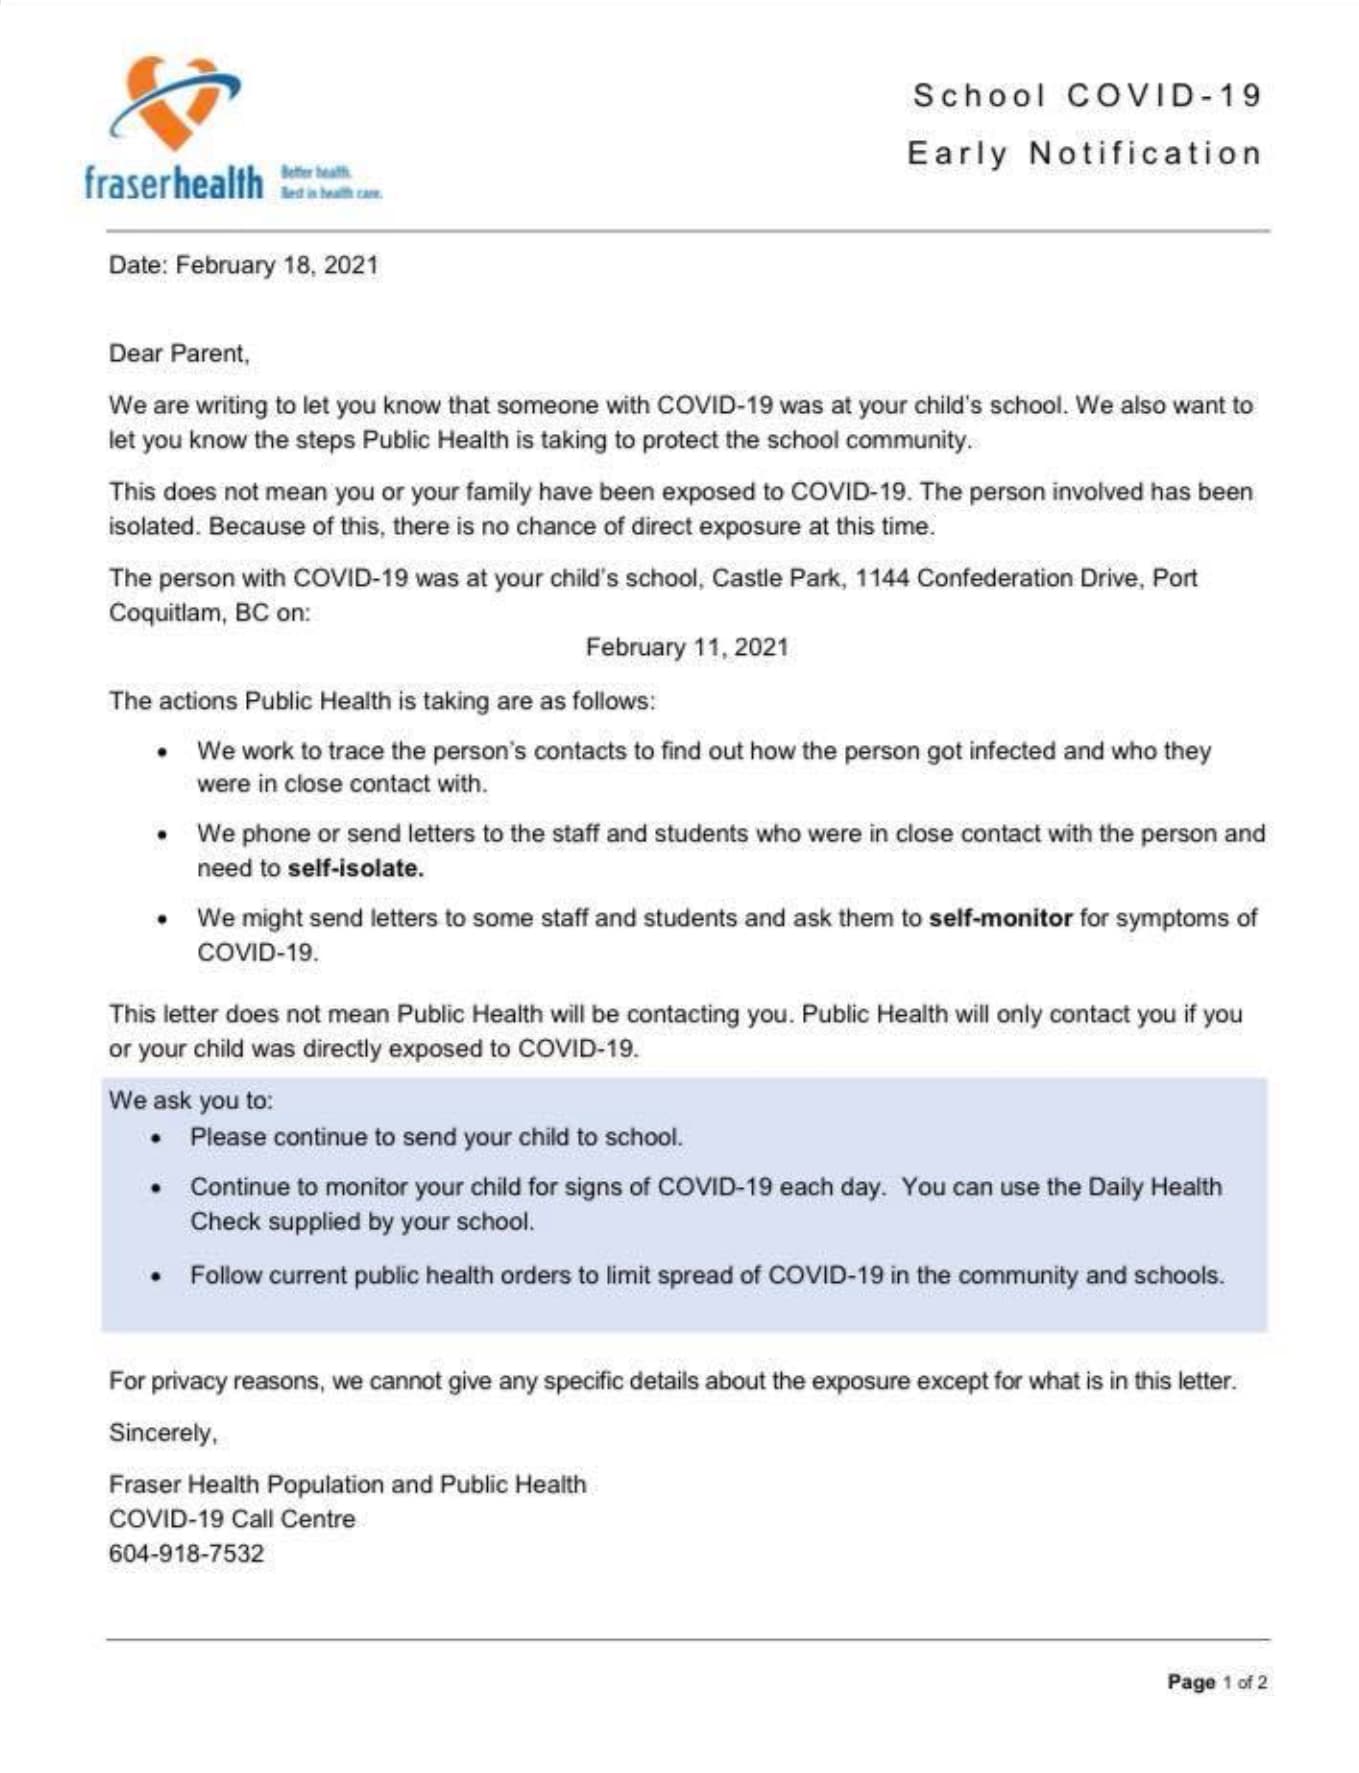 fraserhealth
Better health.
Best in health care.
School COVID-19
Early Notification
Date: February 18, 2021
Dear Parent,
We are writing to let you know that someone with COVID-19 was at your child's school. We also want to
let you know the steps Public Health is taking to protect the school community.
This does not mean you or your family have been exposed to COVID-19. The person involved has been
isolated. Because of this, there is no chance of direct exposure at this time.
The person with COVID-19 was at your child's school, Castle Park, 1144 Confederation Drive, Port
Coquitlam, BC on:
February 11, 2021
The actions Public Health is taking are as follows:
• We work to trace the person's contacts to find out how the person got infected and who they
were in close contact with.
• We phone or send letters to the staff and students who were in close contact with the person and
need to self-isolate.
• We might send letters to some staff and students and ask them to self-monitor for symptoms of
COVID-19.
This letter does not mean Public Health will be contacting you. Public Health will only contact you if you
or your child was directly exposed to COVID-19.
We ask you to:
• Please continue to send your child to school.
• Continue to monitor your child for signs of COVID-19 each day. You can use the Daily Health
Check supplied by your school.
• Follow current public health orders to limit spread of COVID-19 in the community and schools.
For privacy reasons, we cannot give any specific details about the exposure except for what is in this letter.
Sincerely,
Fraser Health Population and Public Health
COVID-19 Call Centre
604-918-7532
Page 1 of 2